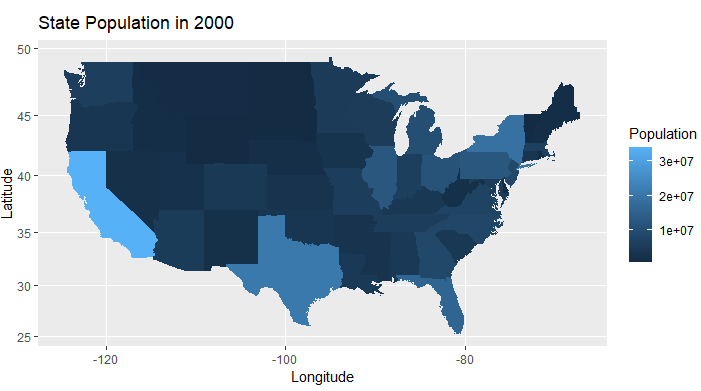 State Population in 2000
50
45
40
35
30
25
Latitude
-120
-100
-80
Longitude
Population
3e+07
2e+07
1e+07